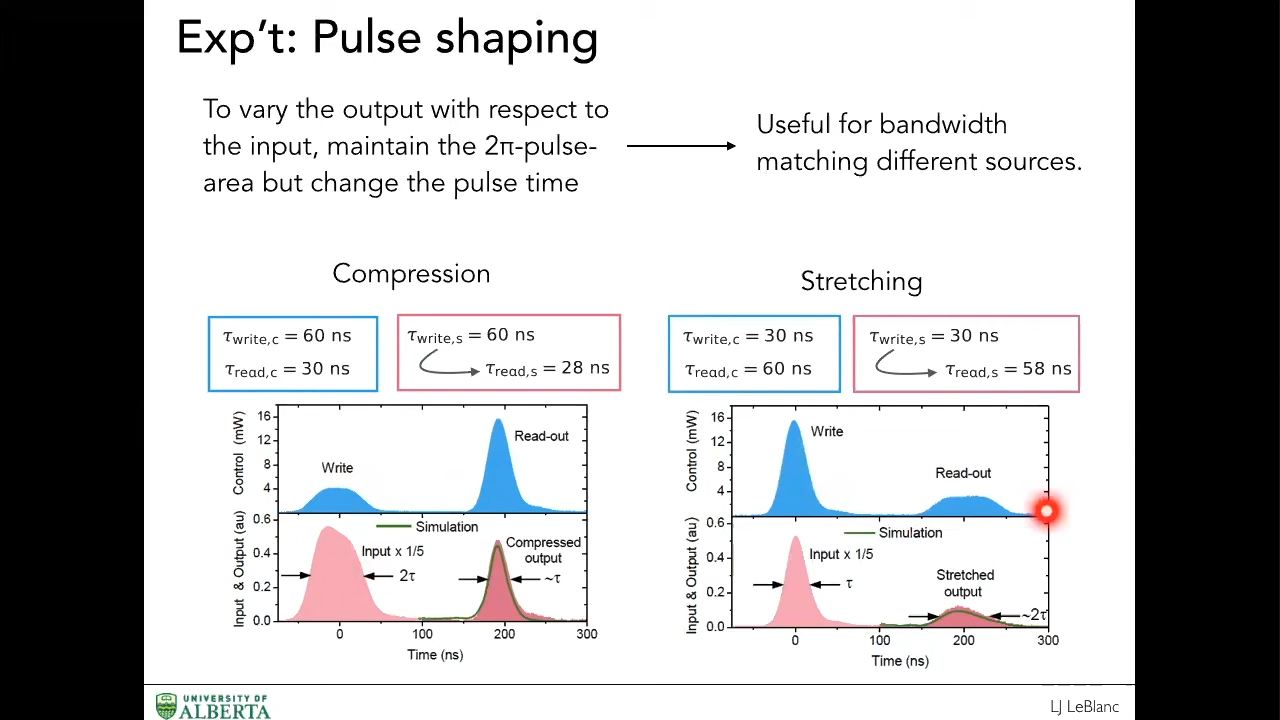 Exp't: Pulse shaping
To vary the output with respect to
the input, maintain the 2π-pulse-
area but change the pulse time
Useful for bandwidth
matching different sources.
Compression
τwrite,c = 60 ns
τread,c = 30 ns
τwrite,s = 60 ns
τread,s = 28 ns
Control (mW)
16
12
8
4
Write
Read-out
Input & Output (au)
0.6
0.4
0.2
0.0
Simulation
Input x 1/5
2τ
Compressed
output
~τ
0
100
200
300
Time (ns)
Stretching
τwrite,c = 30 ns
τread,c = 60 ns
τwrite,s = 30 ns
τread,s = 58 ns
Control (mW)
16
12
8
4
Write
Read-out
Input & Output (au)
0.6
0.4
0.2
0.0
Simulation
Input x 1/5
τ
Stretched
output
~2τ
0
100
200
300
Time (ns)
UNIVERSITY OF
ALBERTA
LJ LeBlanc